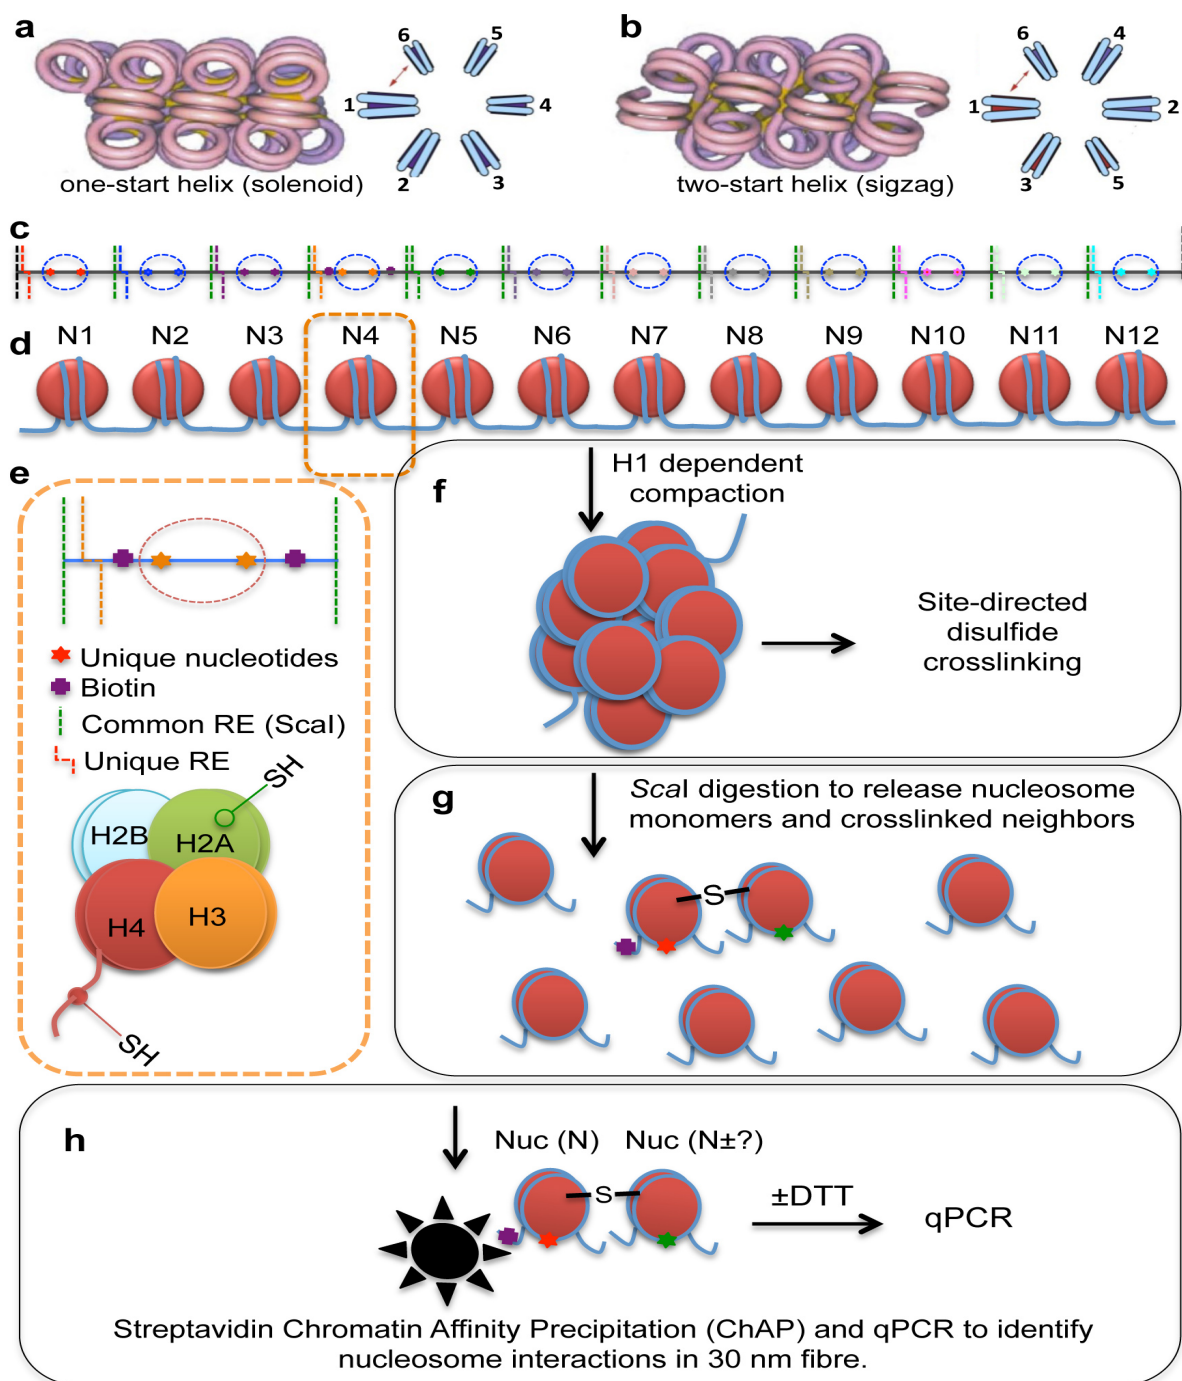 a
6
5
1
4
2
3
one-start helix (solenoid)
b
6
4
1
2
3
5
two-start helix (sigzag)
c
d
N1 N2 N3 N4 N5 N6 N7 N8 N9 N10 N11 N12
e
Unique nucleotides
Biotin
Common RE (ScaI)
Unique RE
SH
H2B
H2A
H4
H3
SH
f
H1 dependent
compaction
Site-directed
disulfide
crosslinking
g
ScaI digestion to release nucleosome
monomers and crosslinked neighbors
S
h
Nuc (N) Nuc (N±?)
S
±DTT
qPCR
Streptavidin Chromatin Affinity Precipitation (ChAP) and qPCR to identify
nucleosome interactions in 30 nm fibre.